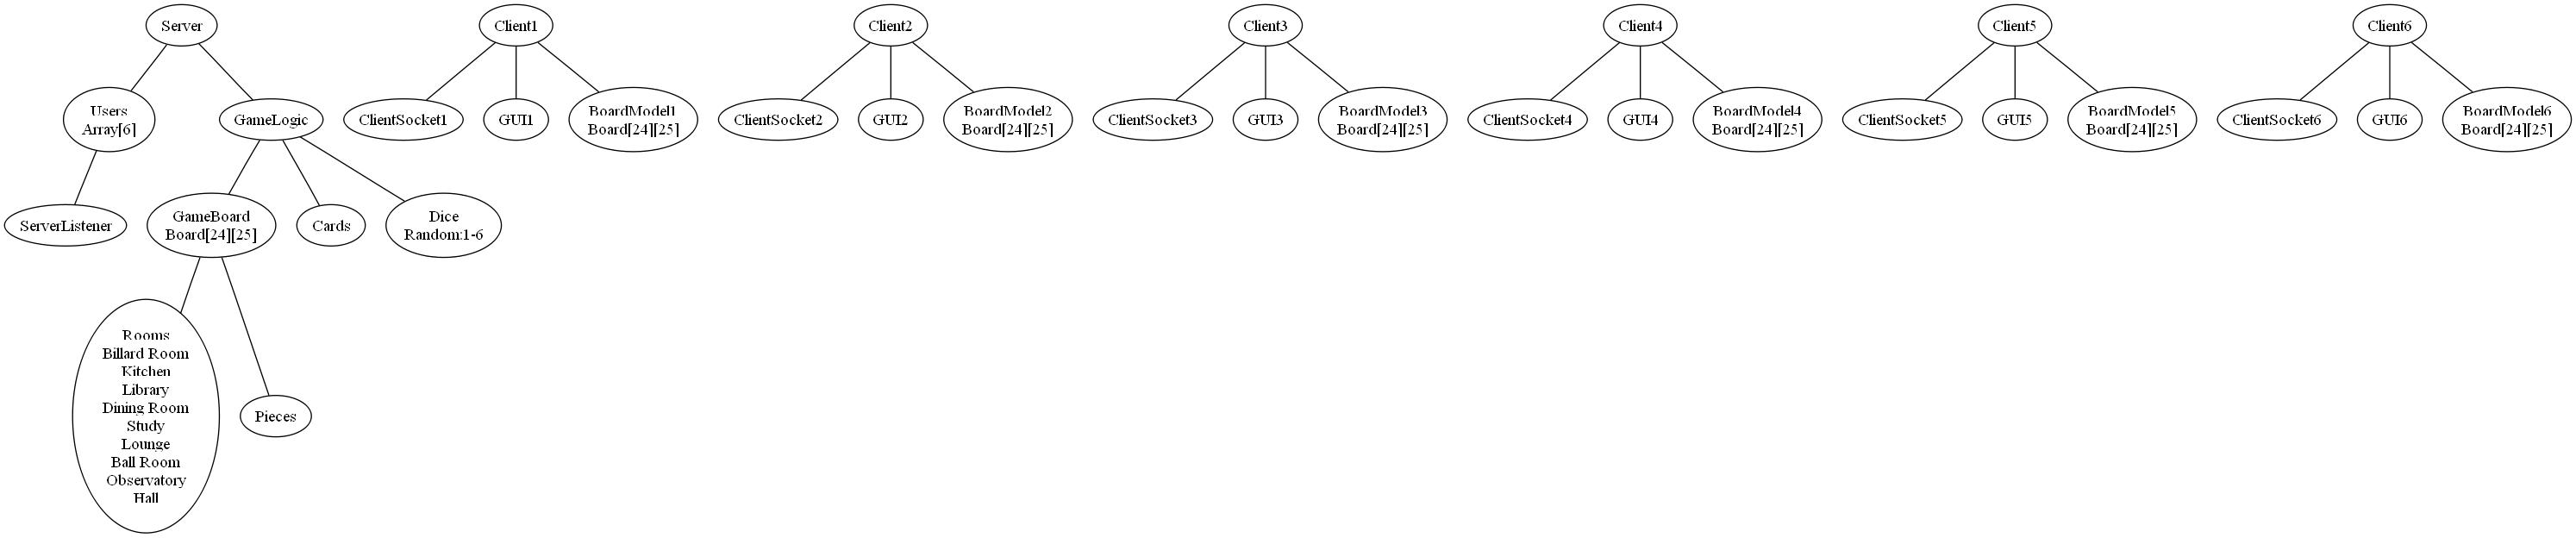 Server
Client1
Client2
Client3
Client4
Client5
Client6
Users
Array[6]
GameLogic
ClientSocket1
GUI1
BoardModel1
Board[24][25]
ClientSocket2
GUI2
BoardModel2
Board[24][25]
ClientSocket3
GUI3
BoardModel3
Board[24][25]
ClientSocket4
GUI4
BoardModel4
Board[24][25]
ClientSocket5
GUI5
BoardModel5
Board[24][25]
ClientSocket6
GUI6
BoardModel6
Board[24][25]
ServerListener
GameBoard
Board[24][25]
Cards
Dice
Random:1-6
Rooms
Billard Room
Kitchen
Library
Dining Room
Study
Lounge
Ball Room
Observatory
Hall
Pieces